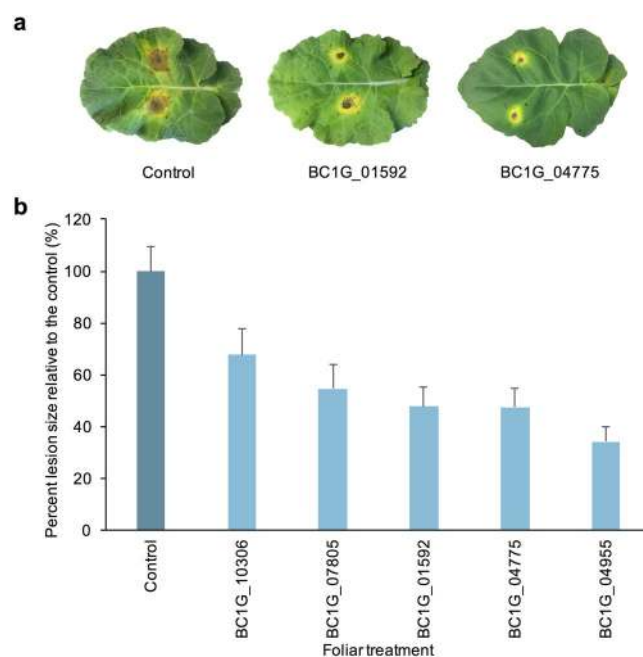 a
Control
BC1G_01592
BC1G_04775
b
Percent lesion size relative to the control (%)
120
100
80
60
40
20
0
Control
BC1G_10306
BC1G_07805
BC1G_01592
BC1G_04775
BC1G_04955
Foliar treatment